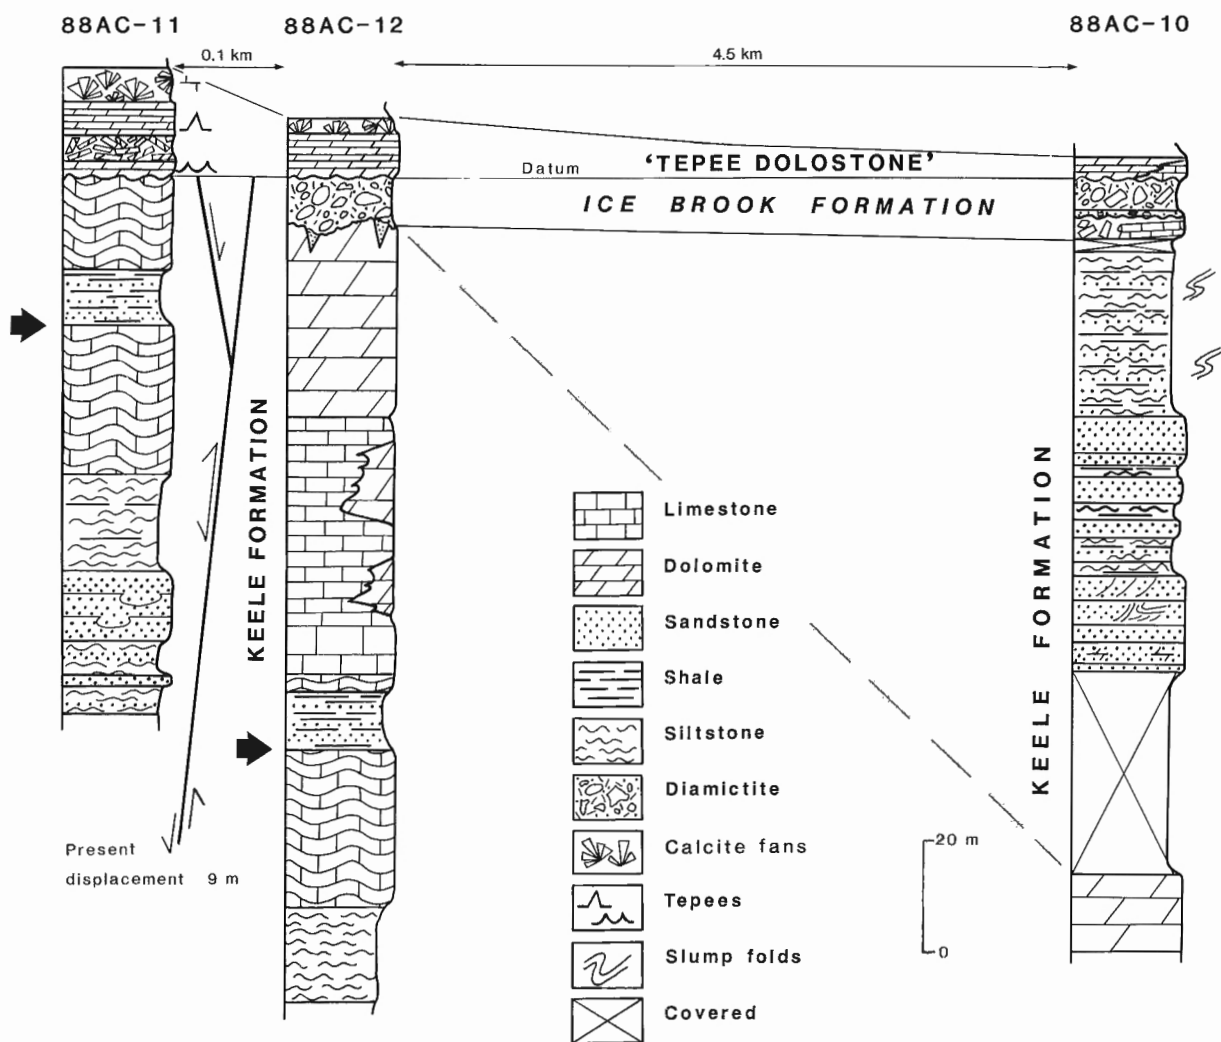 88AC-11
88AC-12
88AC-10
0.1 km
4.5 km
Datum
'TEPEE DOLOSTONE'
ICE BROOK FORMATION
KEELE FORMATION
KEELE FORMATION
Limestone
Dolomite
Sandstone
Shale
Siltstone
Diamictite
Calcite fans
Tepees
Slump folds
Covered
20 m
0
Present
displacement 9 m